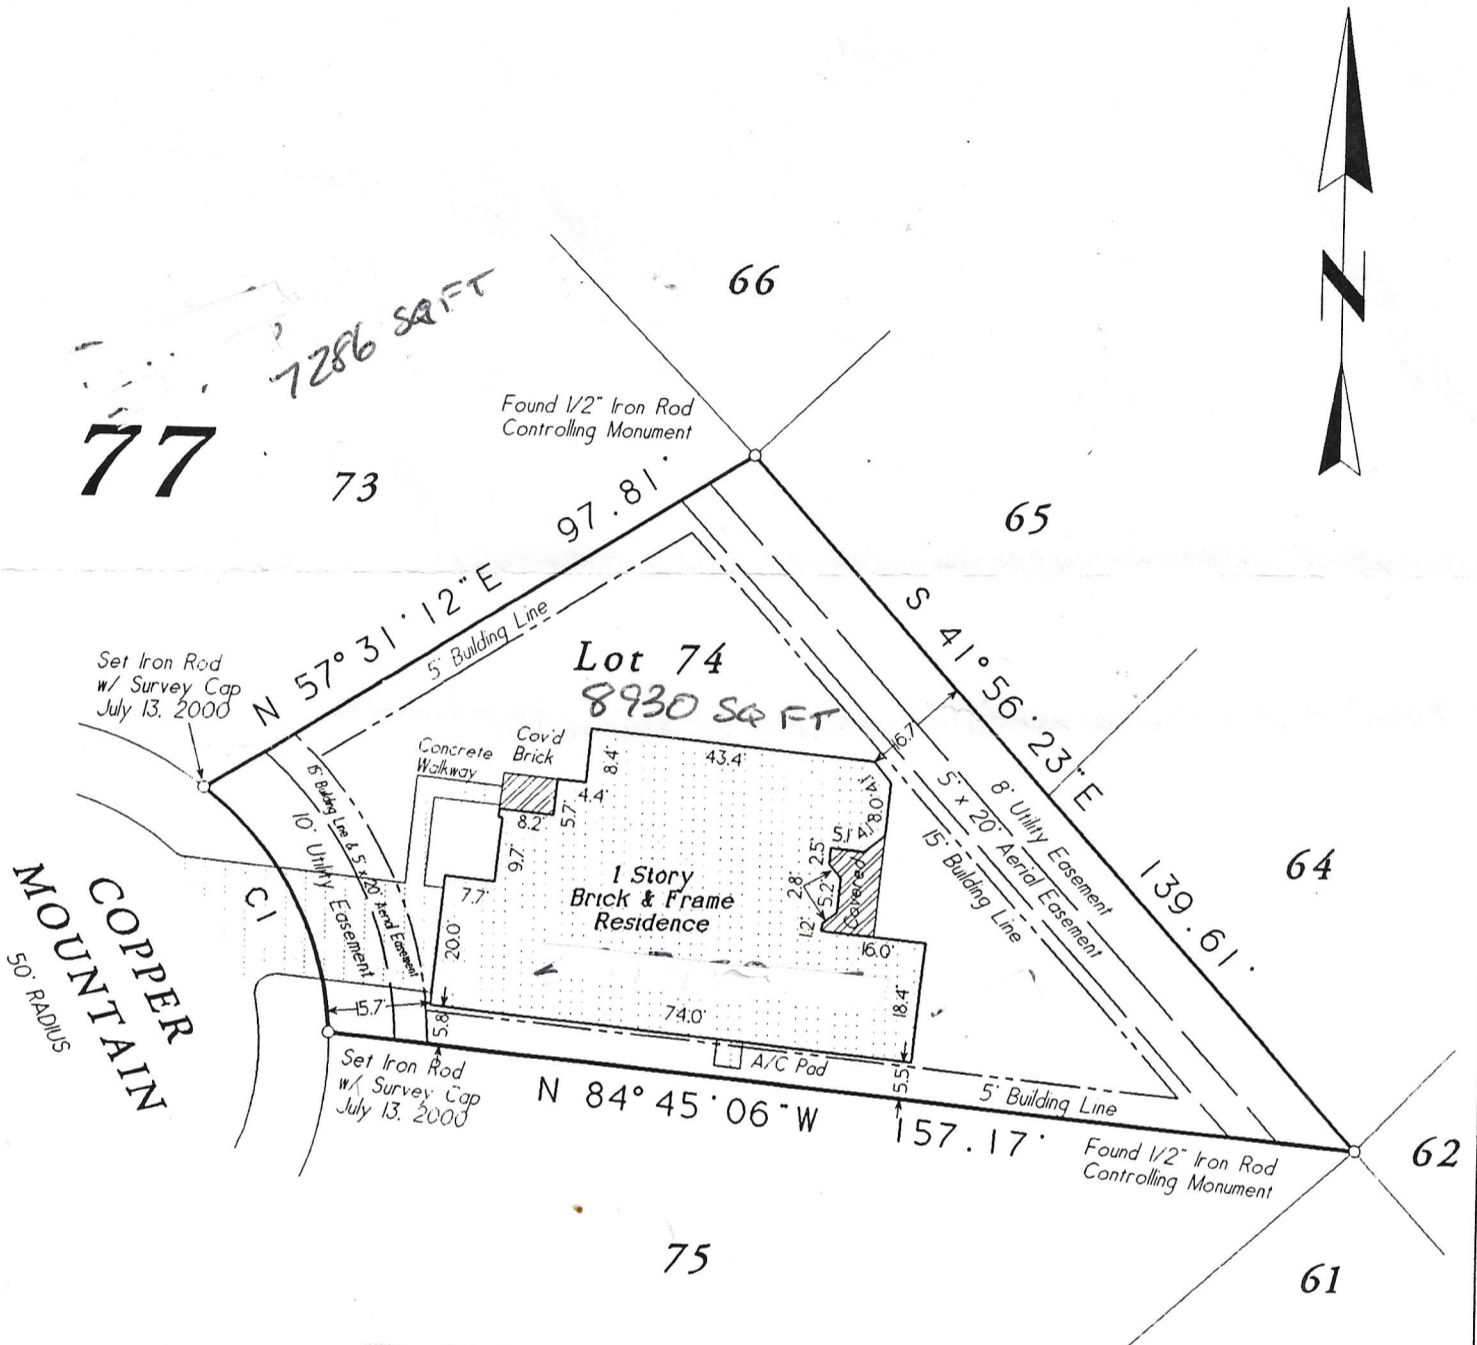 N
66
7286 SQ FT
Found 1/2" Iron Rod
Controlling Monument
77
73
97.81'
65
N 57° 31' 12" E
5' Building Line
S 41° 56' 23" E
139.61'
Lot 74
8930 SQ FT
Set Iron Rod
w/ Survey Cap
July 13, 2000
Concrete
Walkway
Cov'd
Brick
8.4'
43.4'
16.7'
4.4'
8.2'
5.7'
9.7'
7.7'
20.0'
8.0'
4.1'
5.1'
4.1'
2.5'
2.8'
5.2'
1.2'
Covered
16.0'
18.4'
1 Story
Brick & Frame
Residence
74.0'
15' Building Line & 5' x 20' Aerial Easement
10' Utility Easement
8' Utility Easement
5' x 20' Aerial Easement
15' Building Line
64
C1
COPPER
MOUNTAIN
50' RADIUS
15.7'
5.8'
5.5'
A/C Pad
5' Building Line
Set Iron Rod
w/ Survey Cap
July 13, 2000
N 84° 45' 06" W
157.17'
Found 1/2" Iron Rod
Controlling Monument
62
75
61